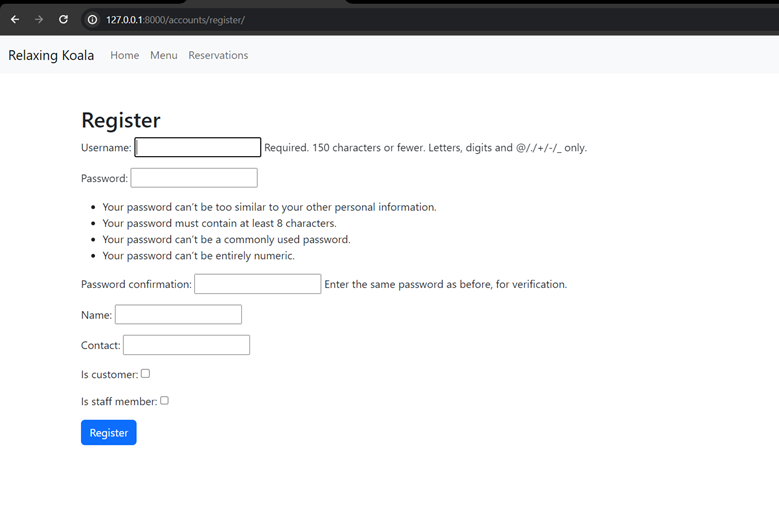 127.0.0.1:8000/accounts/register/
Relaxing Koala Home Menu Reservations
Register
Username: Required. 150 characters or fewer. Letters, digits and @/./+/-/_ only.
Password:
• Your password can't be too similar to your other personal information.
• Your password must contain at least 8 characters.
• Your password can't be a commonly used password.
• Your password can't be entirely numeric.
Password confirmation: Enter the same password as before, for verification.
Name:
Contact:
Is customer:
Is staff member:
Register